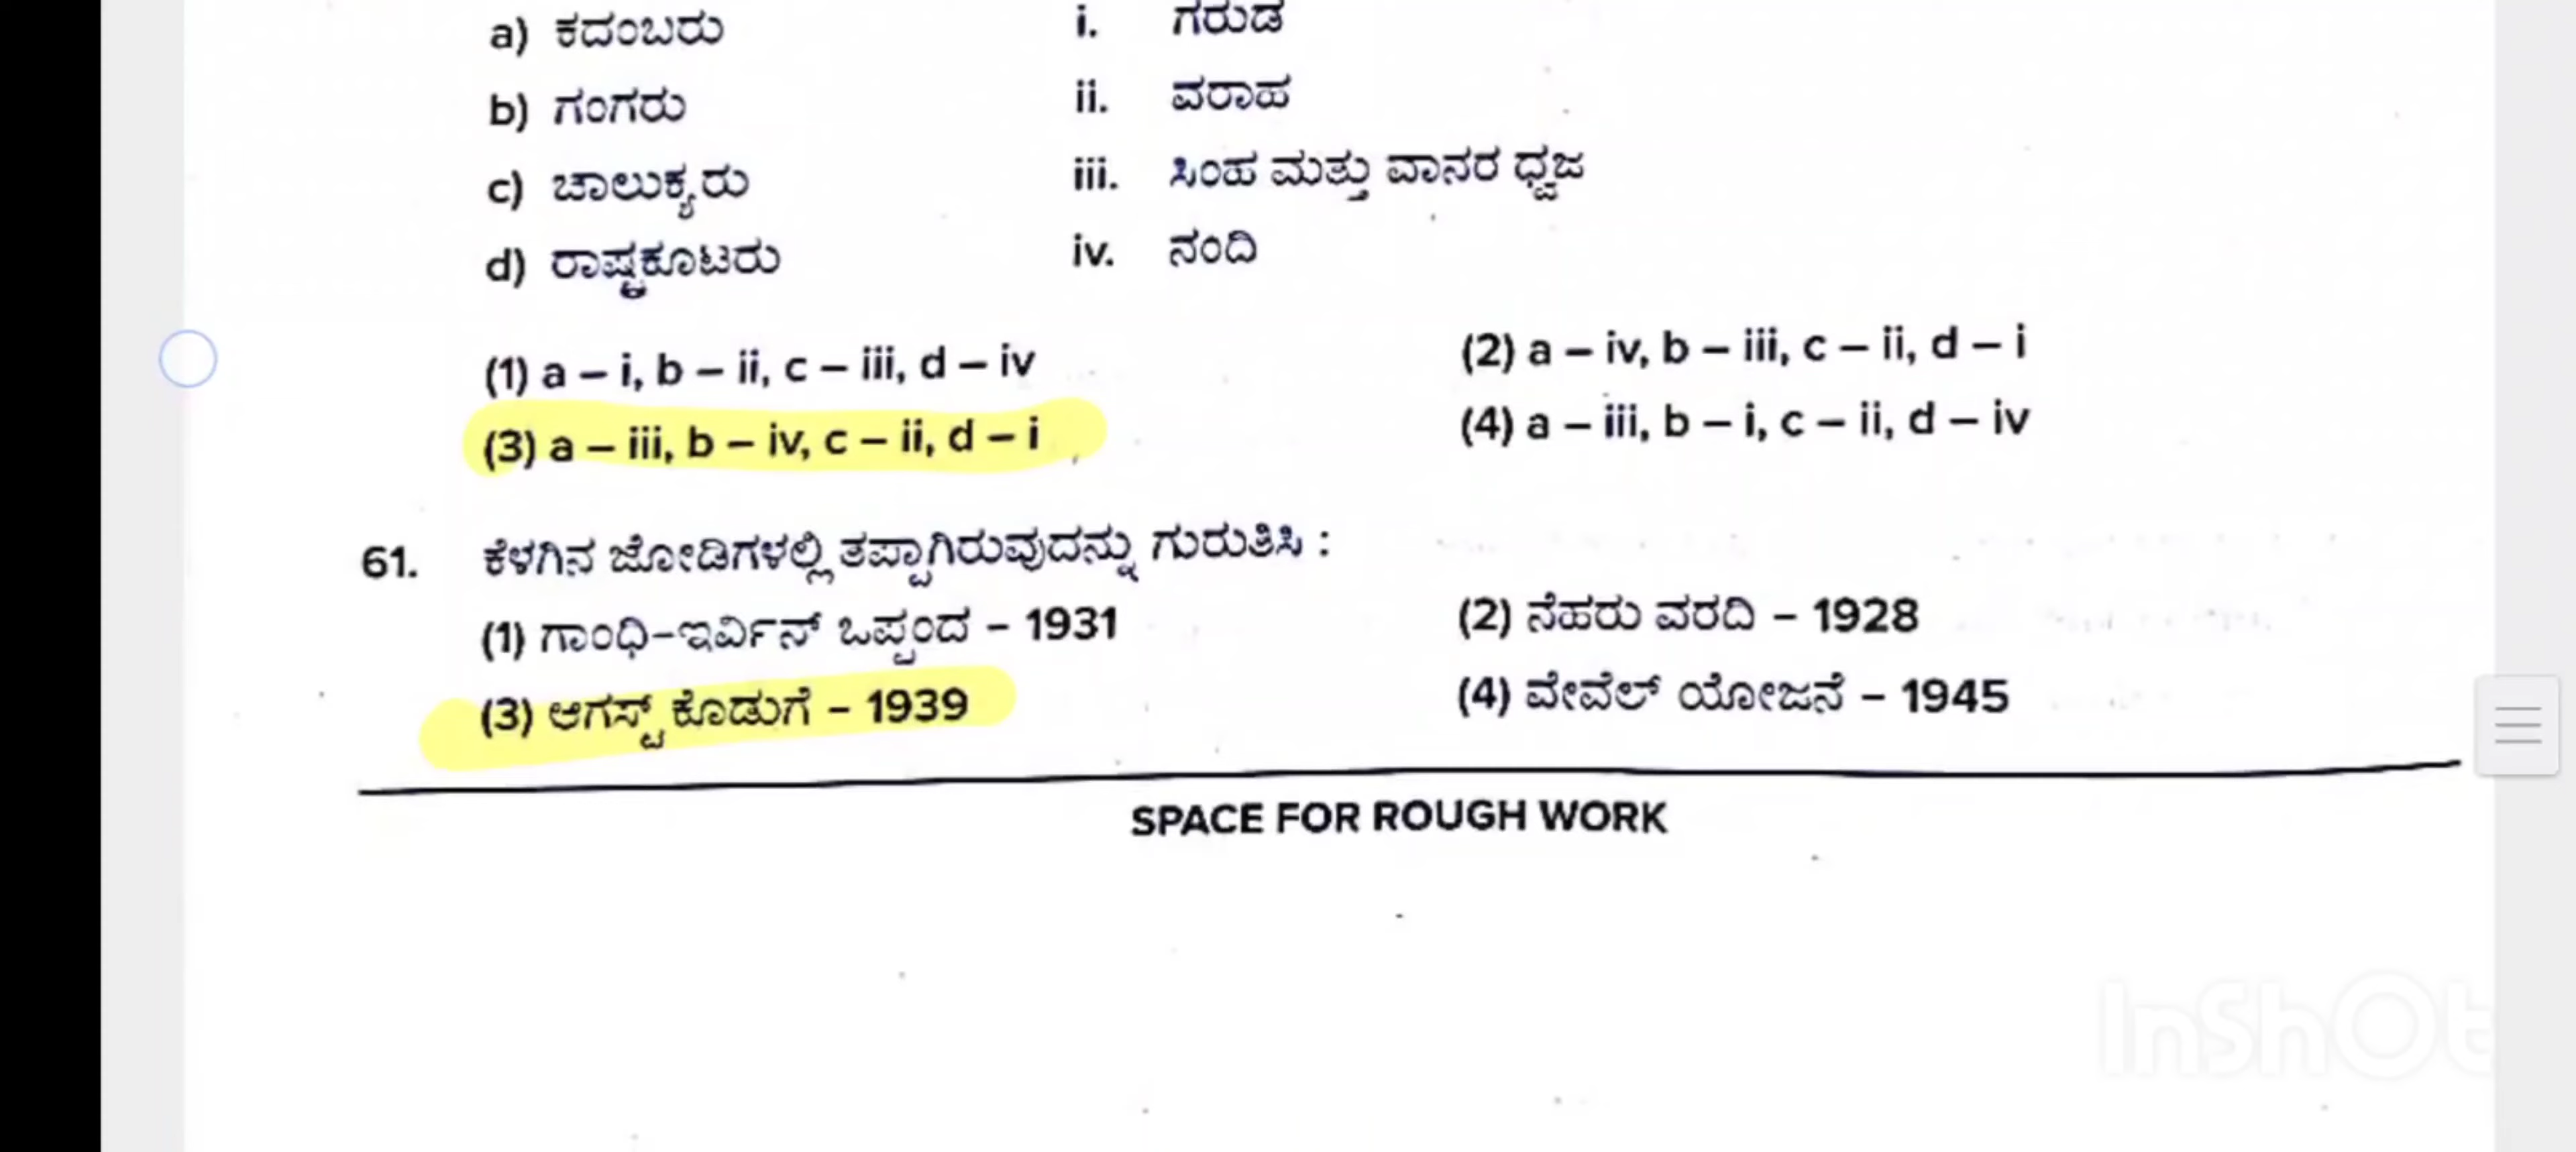 a) ಕದಂಬರು i. ಗರುಡ
b) ಗಂಗರು ii. ವರಾಹ
c) ಚಾಲುಕ್ಯರು iii. ಸಿಂಹ ಮತ್ತು ವಾನರ ಧ್ವಜ
d) ರಾಷ್ಟ್ರಕೂಟರು iv. ನಂದಿ
(1) a – i, b – ii, c – iii, d – iv (2) a – iv, b – iii, c – ii, d – i
(3) a – iii, b – iv, c – ii, d – i (4) a – iii, b – i, c – ii, d – iv
61. ಕೆಳಗಿನ ಜೋಡಿಗಳಲ್ಲಿ ತಪ್ಪಾಗಿರುವುದನ್ನು ಗುರುತಿಸಿ :
(1) ಗಾಂಧಿ-ಇರ್ವಿನ್ ಒಪ್ಪಂದ – 1931 (2) ನೆಹರು ವರದಿ – 1928
(3) ಆಗಸ್ಟ್ ಕೊಡುಗೆ – 1939 (4) ವೇವೆಲ್ ಯೋಜನೆ – 1945
SPACE FOR ROUGH WORK
InShOt